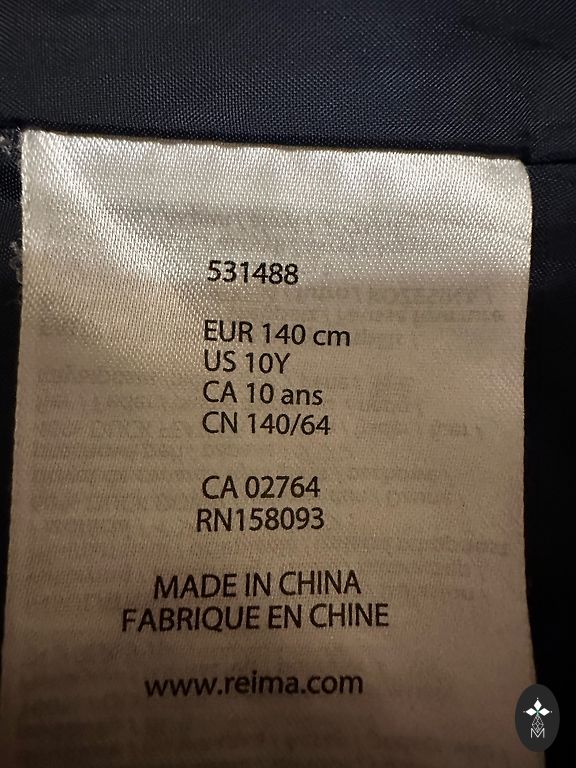 531488
EUR 140 cm
US 10Y
CA 10 ans
CN 140/64
CA 02764
RN158093
MADE IN CHINA
FABRIQUE EN CHINE
www.reima.com